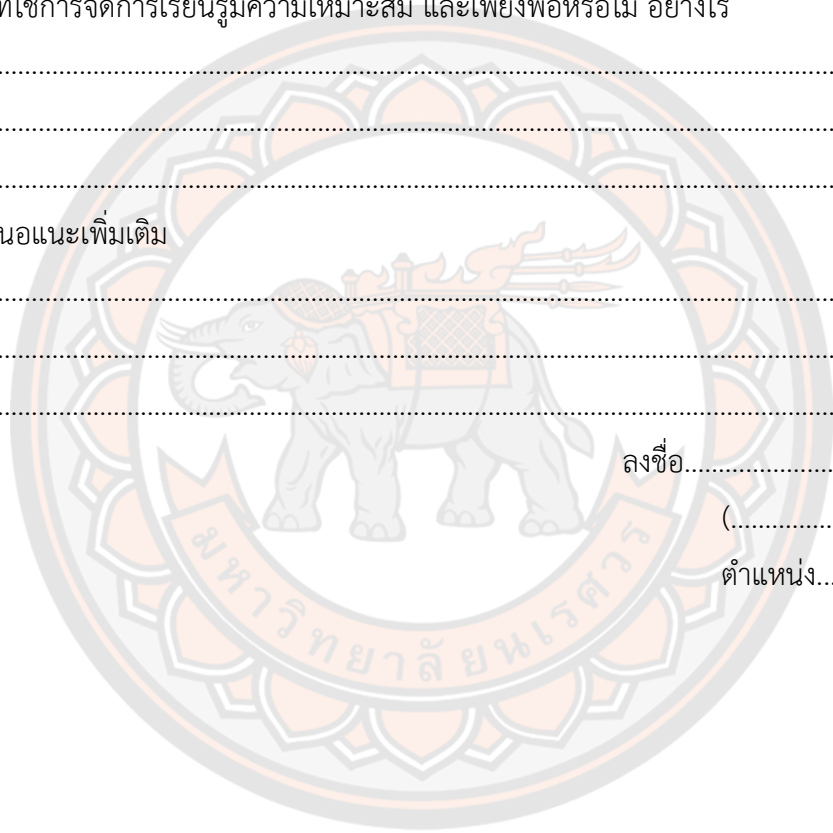 ที่ใช้การจัดการเรียนรู้มีความเหมาะสม และเพียงพอหรือไม่ อย่างไร
................................................................................
................................................................................
................................................................................
นอแนะเพิ่มเติม
................................................................................
................................................................................
................................................................................
ลงชื่อ......................
(...............
ตำแหน่ง...
มหาวิทยาลัยนเรศวร